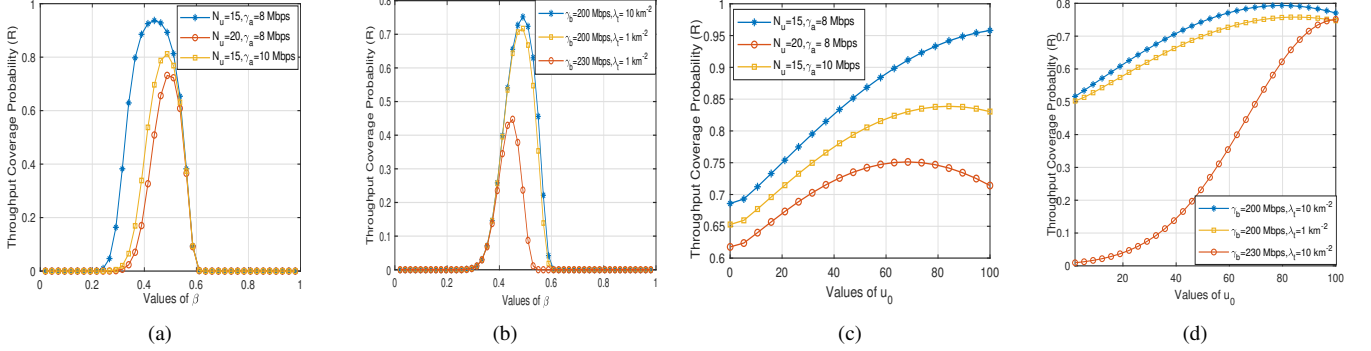 Throughput Coverage Probability (R)
1
0.8
0.6
0.4
0.2
0
0 0.2 0.4 0.6 0.8 1
Values of β
N_u=15,γ_a=8 Mbps
N_u=20,γ_a=8 Mbps
N_u=15,γ_a=10 Mbps
(a)
Throughput Coverage Probability (R)
0.8
0.7
0.6
0.5
0.4
0.3
0.2
0.1
0
0 0.2 0.4 0.6 0.8 1
Values of β
γ_b=200 Mbps,λ_t= 10 km^-2
γ_b=200 Mbps,λ_t= 1 km^-2
γ_b=230 Mbps,λ_t= 1 km^-2
(b)
Throughput Coverage Probability (R)
1
0.95
0.9
0.85
0.8
0.75
0.7
0.65
0.6
0 20 40 60 80 100
Values of u_0
N_u=15,γ_a=8 Mbps
N_u=20,γ_a= 8 Mbps
N_u=15,γ_a= 10 Mbps
(c)
Throughput Coverage Probablity (R)
0.8
0.7
0.6
0.5
0.4
0.3
0.2
0.1
0
20 40 60 80 100
Values of u_0
γ_b=200 Mbps,λ_t=10 km^-2
γ_b=200 Mbps,λ_t=1 km^-2
γ_b=230 Mbps,λ_t=10 km^-2
(d)